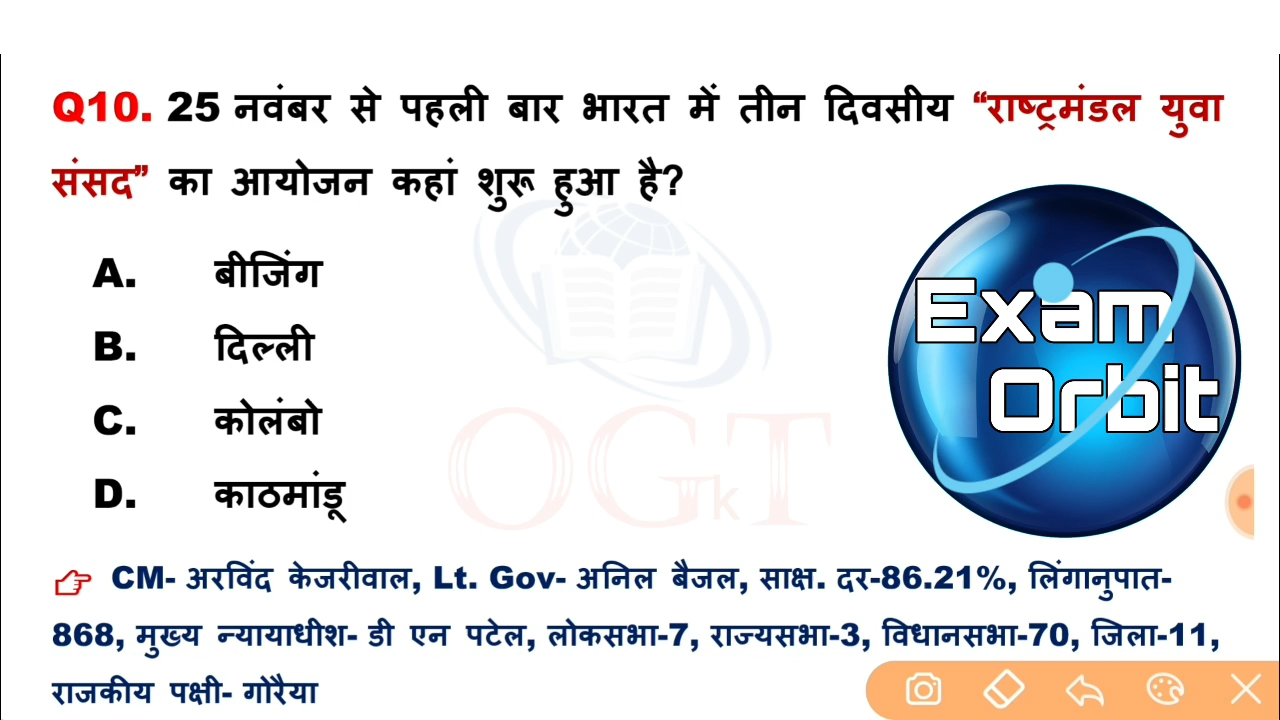 Q10. 25 नवंबर से पहली बार भारत में तीन दिवसीय “राष्ट्रमंडल युवा
संसद” का आयोजन कहां शुरू हुआ है?
A. बीजिंग
B. दिल्ली
C. कोलंबो
D. काठमांडू
Exam
Orbit
OGkT
CM- अरविंद केजरीवाल, Lt. Gov- अनिल बैजल, साक्ष. दर-86.21%, लिंगानुपात-
868, मुख्य न्यायाधीश- डी एन पटेल, लोकसभा-7, राज्यसभा-3, विधानसभा-70, जिला-11,
राजकीय पक्षी- गोरैया